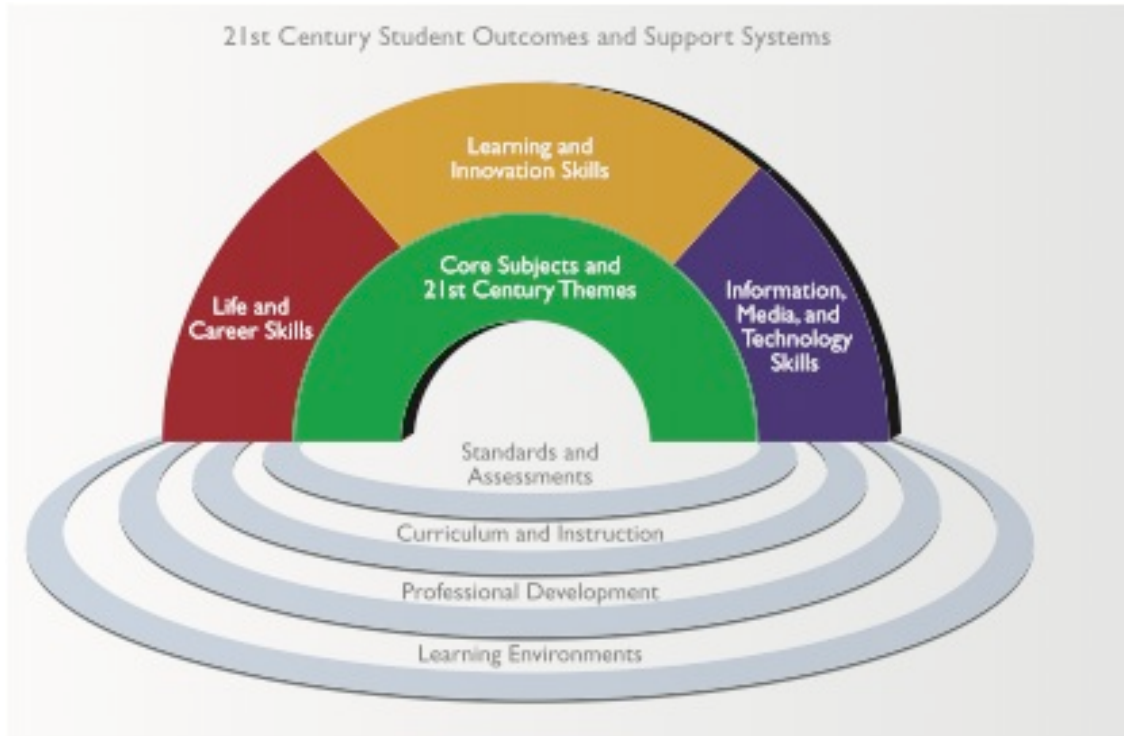 21st Century Student Outcomes and Support Systems
Learning and
Innovation Skills
Core Subjects and
21st Century Themes
Life and
Career Skills
Information,
Media, and
Technology
Skills
Standards and
Assessments
Curriculum and Instruction
Professional Development
Learning Environments